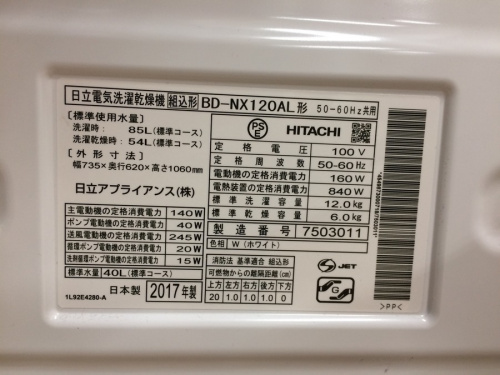 日立電気洗濯乾燥機 組込形 BD-NX120AL形 50-60Hz共用
[標準使用水量]
洗濯時: 85L(標準コース)
洗濯乾燥時: 54L(標準コース)
[外形寸法]
幅735×奥行620×高さ1060mm
日立アプライアンス(株)
主電動機の定格消費電力 140W
ポンプ電動機の定格消費電力 40W
送風電動機の定格消費電力 245W
循環ポンプ電動機の定格消費電力 20W
洗剤循環ポンプ電動機の定格消費電力 15W
標準水量 40L(標準コース)
日本製 2017年製
1L92E4280-A
PSE HITACHI
定格電圧 100V
定格周波数 50-60Hz
電動機の定格消費電力 160W
電熱装置の定格消費電力 840W
標準洗濯容量 12.0kg
標準乾燥容量 6.0kg
製造番号 7503011
色相 W(ホワイト)
消防法 基準適合 組込形
可燃物からの離隔距離(cm)
上方 左方 右方 前方 後方 下方
20 1.0 1.0 0 1.0 0
S JET
G
>PP<